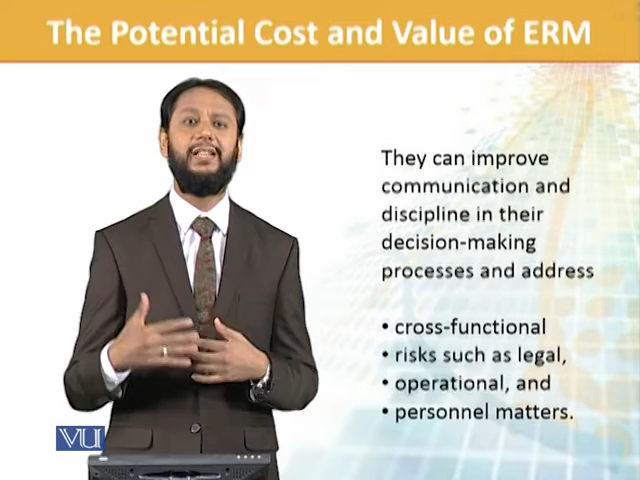 The Potential Cost and Value of ERM
They can improve
communication and
discipline in their
decision-making
processes and address
• cross-functional
• risks such as legal,
• operational, and
• personnel matters.
VU